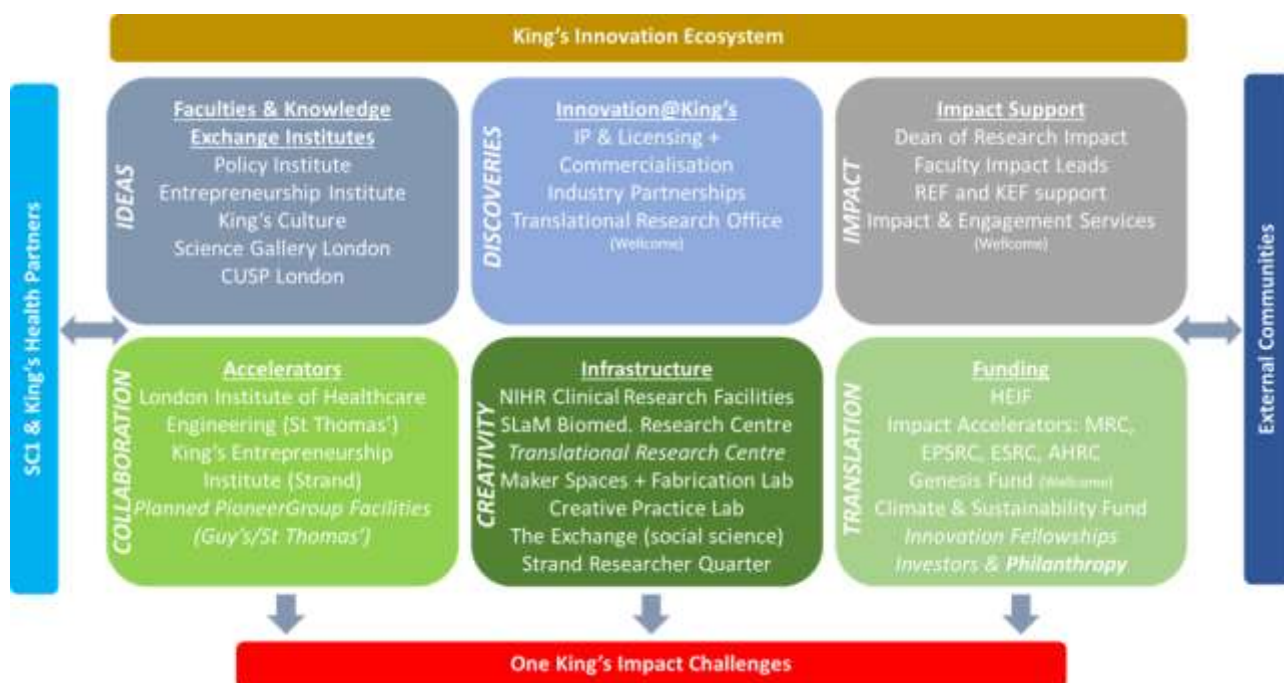 King's Innovation Ecosystem
SC1 & King's Health Partners
IDEAS
Faculties & Knowledge
Exchange Institutes
Policy Institute
Entrepreneurship Institute
King's Culture
Science Gallery London
CUSP London
DISCOVERIES
Innovation@King's
IP & Licensing +
Commercialisation
Industry Partnerships
Translational Research Office
(Wellcome)
IMPACT
Impact Support
Dean of Research Impact
Faculty Impact Leads
REF and KEF support
Impact & Engagement Services
(Wellcome)
External Communities
COLLABORATION
Accelerators
London Institute of Healthcare
Engineering (St Thomas')
King's Entrepreneurship
Institute (Strand)
Planned PioneerGroup Facilities
(Guy's/St Thomas')
CREATIVITY
Infrastructure
NIHR Clinical Research Facilities
SLaM Biomed. Research Centre
Translational Research Centre
Maker Spaces + Fabrication Lab
Creative Practice Lab
The Exchange (social science)
Strand Researcher Quarter
TRANSLATION
Funding
HEIF
Impact Accelerators: MRC,
EPSRC, ESRC, AHRC
Genesis Fund (Wellcome)
Climate & Sustainability Fund
Innovation Fellowships
Investors & Philanthropy
One King's Impact Challenges